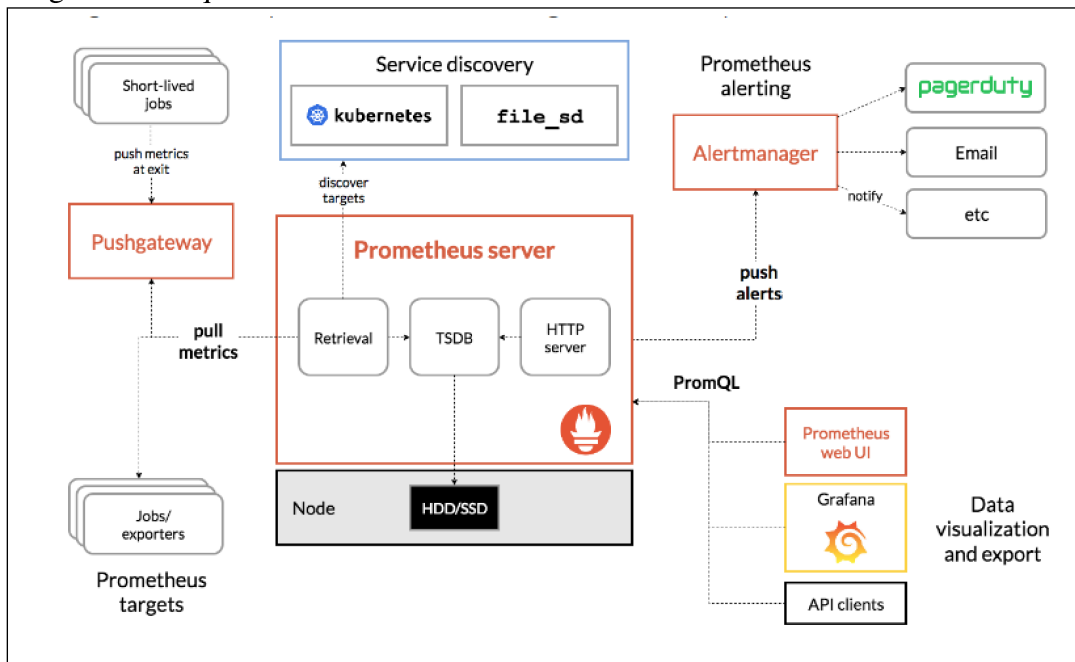 Short-lived
jobs
push metrics
at exit
Pushgateway
pull
metrics
Jobs/
exporters
Prometheus
targets
Service discovery
kubernetes
file_sd
discover
targets
Prometheus server
Retrieval
TSDB
HTTP
server
Node
HDD/SSD
Prometheus
alerting
Alertmanager
pagerduty
Email
notify
etc
push
alerts
PromQL
Prometheus
web UI
Grafana
API clients
Data
visualization
and export